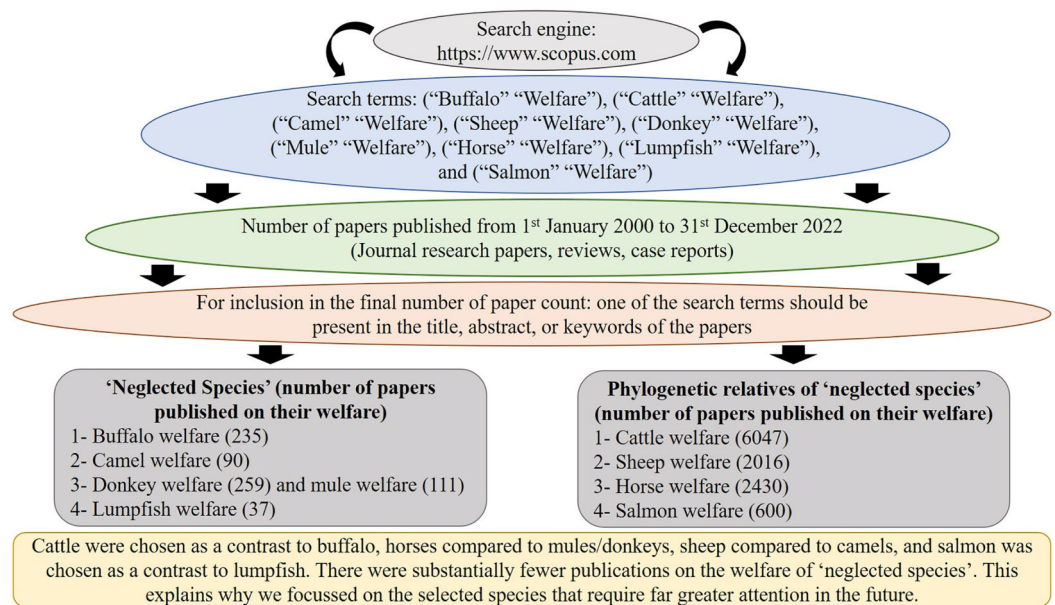 Search engine:
https://www.scopus.com
Search terms: (“Buffalo” “Welfare”), (“Cattle” “Welfare”),
(“Camel” “Welfare”), (“Sheep” “Welfare”), (“Donkey” “Welfare”),
(“Mule” “Welfare”), (“Horse” “Welfare”), (“Lumpfish” “Welfare”),
and (“Salmon” “Welfare”)
Number of papers published from 1st January 2000 to 31st December 2022
(Journal research papers, reviews, case reports)
For inclusion in the final number of paper count: one of the search terms should be
present in the title, abstract, or keywords of the papers
‘Neglected Species’ (number of papers
published on their welfare)
1- Buffalo welfare (235)
2- Camel welfare (90)
3- Donkey welfare (259) and mule welfare (111)
4- Lumpfish welfare (37)
Phylogenetic relatives of ‘neglected species’
(number of papers published on their welfare)
1- Cattle welfare (6047)
2- Sheep welfare (2016)
3- Horse welfare (2430)
4- Salmon welfare (600)
Cattle were chosen as a contrast to buffalo, horses compared to mules/donkeys, sheep compared to camels, and salmon was
chosen as a contrast to lumpfish. There were substantially fewer publications on the welfare of ‘neglected species’. This
explains why we focussed on the selected species that require far greater attention in the future.